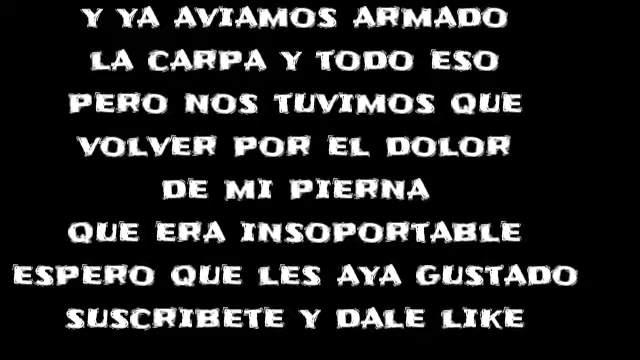 Y YA AVIAMOS ARMADO
LA CARPA Y TODO ESO
PERO NOS TUVIMOS QUE
VOLVER POR EL DOLOR
DE MI PIERNA
QUE ERA INSOPORTABLE
ESPERO QUE LES AYA GUSTADO
SUSCRIBETE Y DALE LIKE